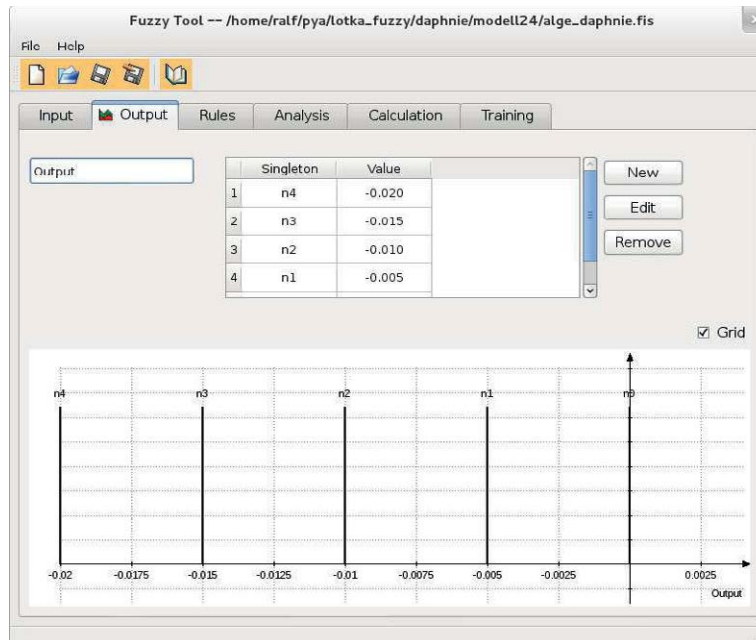 Fuzzy Tool -- /home/ralf/pya/lotka_fuzzy/daphnie/modell24/alge_daphnie.fis
File Help
Input Output Rules Analysis Calculation Training
Output
Singleton Value
1 n4 -0.020
2 n3 -0.015
3 n2 -0.010
4 n1 -0.005
New
Edit
Remove
Grid
n4 n3 n2 n1 n0
-0.02 -0.0175 -0.015 -0.0125 -0.01 -0.0075 -0.005 -0.0025 0.0025
Output